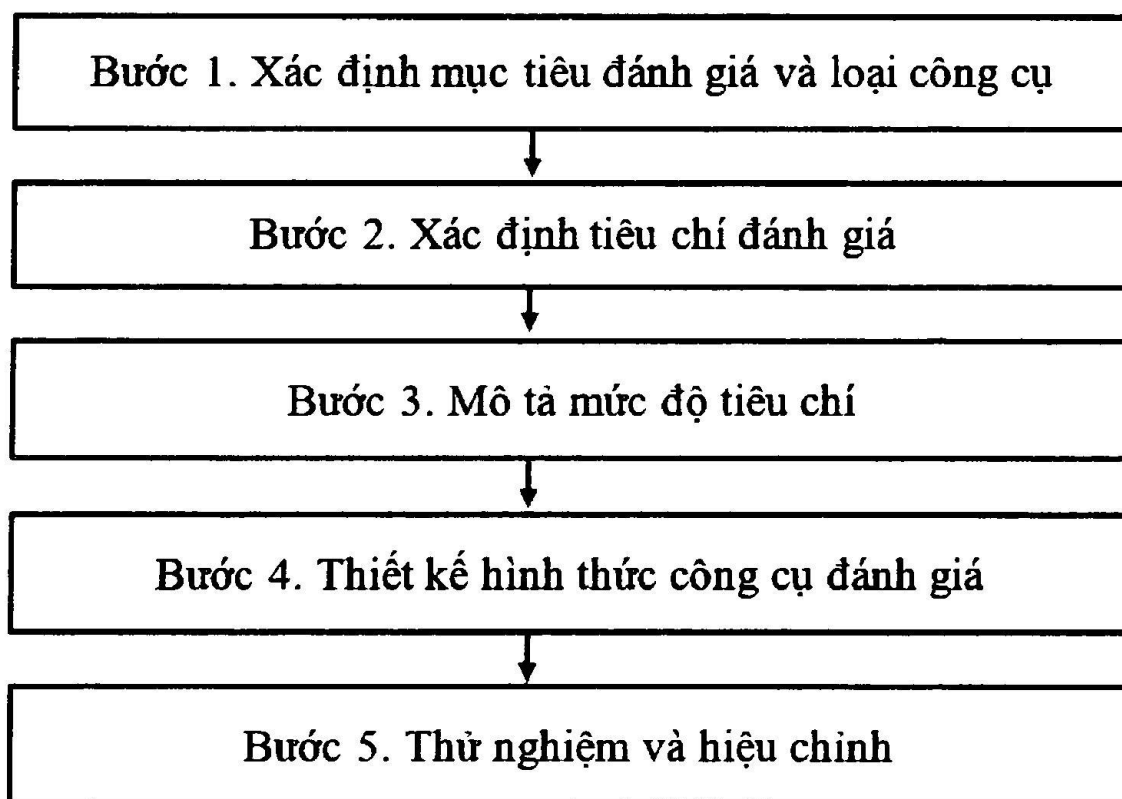 Bước 1. Xác định mục tiêu đánh giá và loại công cụ
Bước 2. Xác định tiêu chí đánh giá
Bước 3. Mô tả mức độ tiêu chí
Bước 4. Thiết kế hình thức công cụ đánh giá
Bước 5. Thử nghiệm và hiệu chỉnh